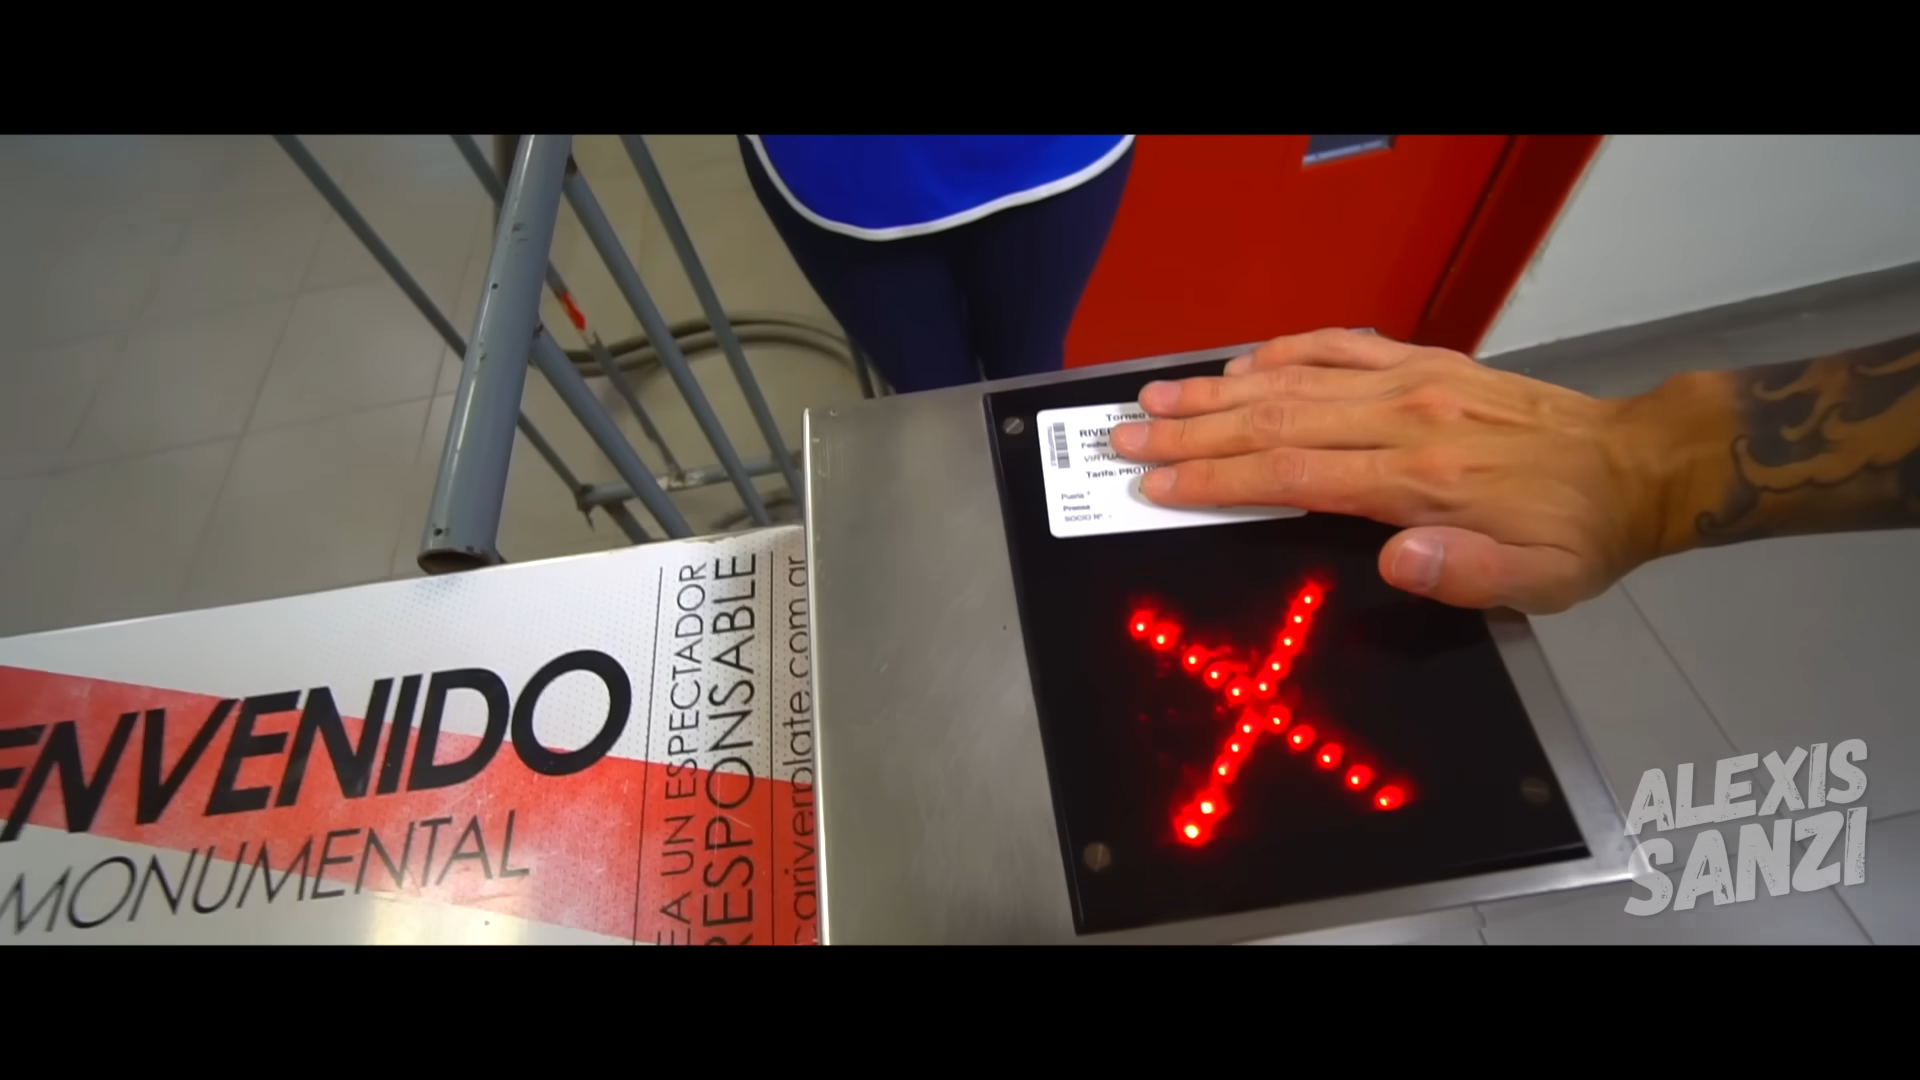 ENVENIDO
MONUMENTAL
EA UN ESPECTADOR
RESPONSABLE
cariverplate.com.ar
Torneo
RIVE
Fecha
VIRTUA
Tarifa: PROT
Puerta
Prensa
SOCIO Nº -
ALEXIS
SANZI